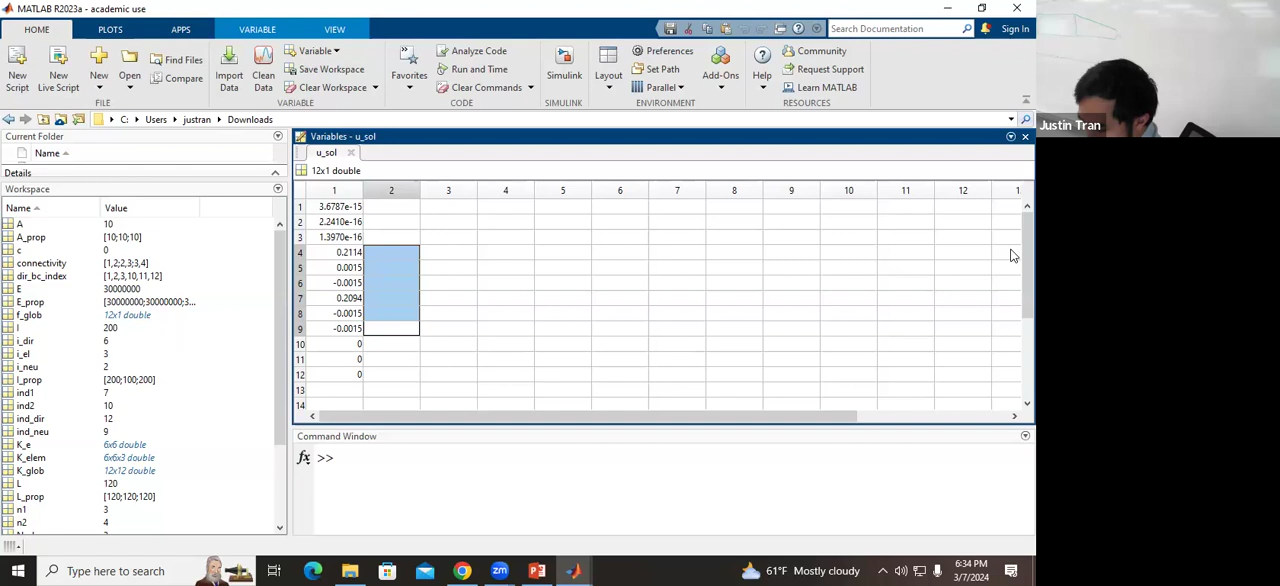 MATLAB R2023a - academic use
HOME PLOTS APPS VARIABLE VIEW Search Documentation Sign In
New Script New Live Script New Open Find Files Compare Import Data Clean Data Variable Save Workspace Clear Workspace Favorites Analyze Code Run and Time Clear Commands Simulink Layout Preferences Set Path Parallel Add-Ons Help Community Request Support Learn MATLAB
FILE VARIABLE CODE SIMULINK ENVIRONMENT RESOURCES
C: Users justran Downloads
Justin Tran
Current Folder
Name
Details
Workspace
Name Value
A 10
A_prop [10;10;10]
c 0
connectivity [1,2;2,3;3,4]
dir_bc_index [1,2,3,10,11,12]
E 30000000
E_prop [30000000;30000000;3...
f_glob 12x1 double
I 200
i_dir 6
i_el 3
i_neu 2
I_prop [200;100;200]
ind1 7
ind2 10
ind_dir 12
ind_neu 9
K_e 6x6 double
K_elem 6x6x3 double
K_glob 12x12 double
L 120
L_prop [120;120;120]
n1 3
n2 4
Variables - u_sol
u_sol
12x1 double
1 2 3 4 5 6 7 8 9 10 11 12 1
1 3.6787e-15
2 2.2410e-16
3 1.3970e-16
4 0.2114
5 0.0015
6 -0.0015
7 0.2094
8 -0.0015
9 -0.0015
10 0
11 0
12 0
13
14
Command Window
fx >>
Type here to search
zm
61°F Mostly cloudy
6:34 PM
3/7/2024